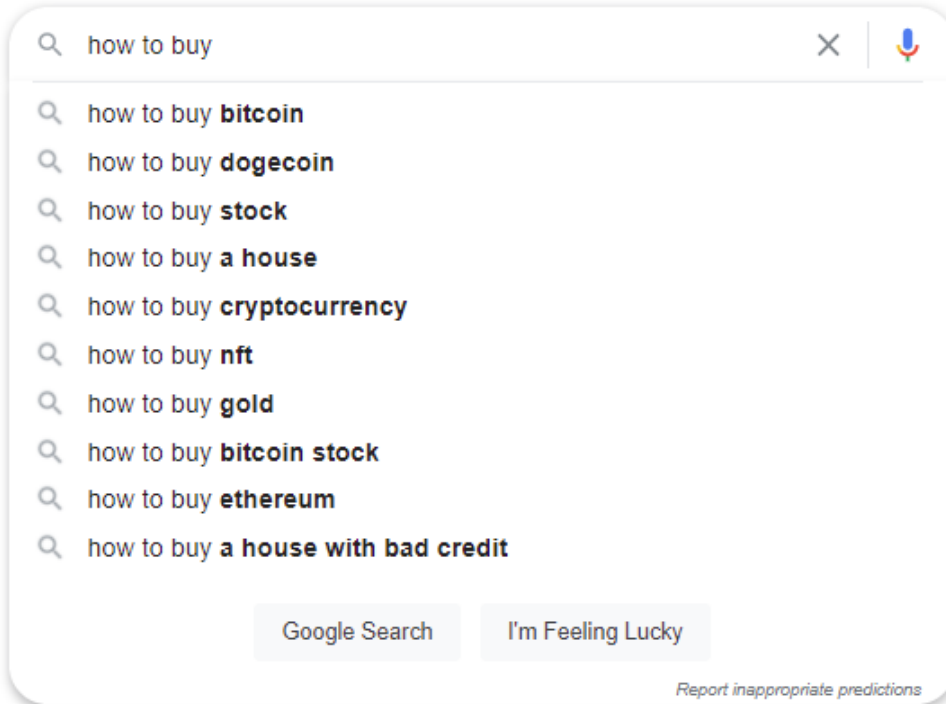 how to buy
how to buy bitcoin
how to buy dogecoin
how to buy stock
how to buy a house
how to buy cryptocurrency
how to buy nft
how to buy gold
how to buy bitcoin stock
how to buy ethereum
how to buy a house with bad credit
Google Search I'm Feeling Lucky
Report inappropriate predictions